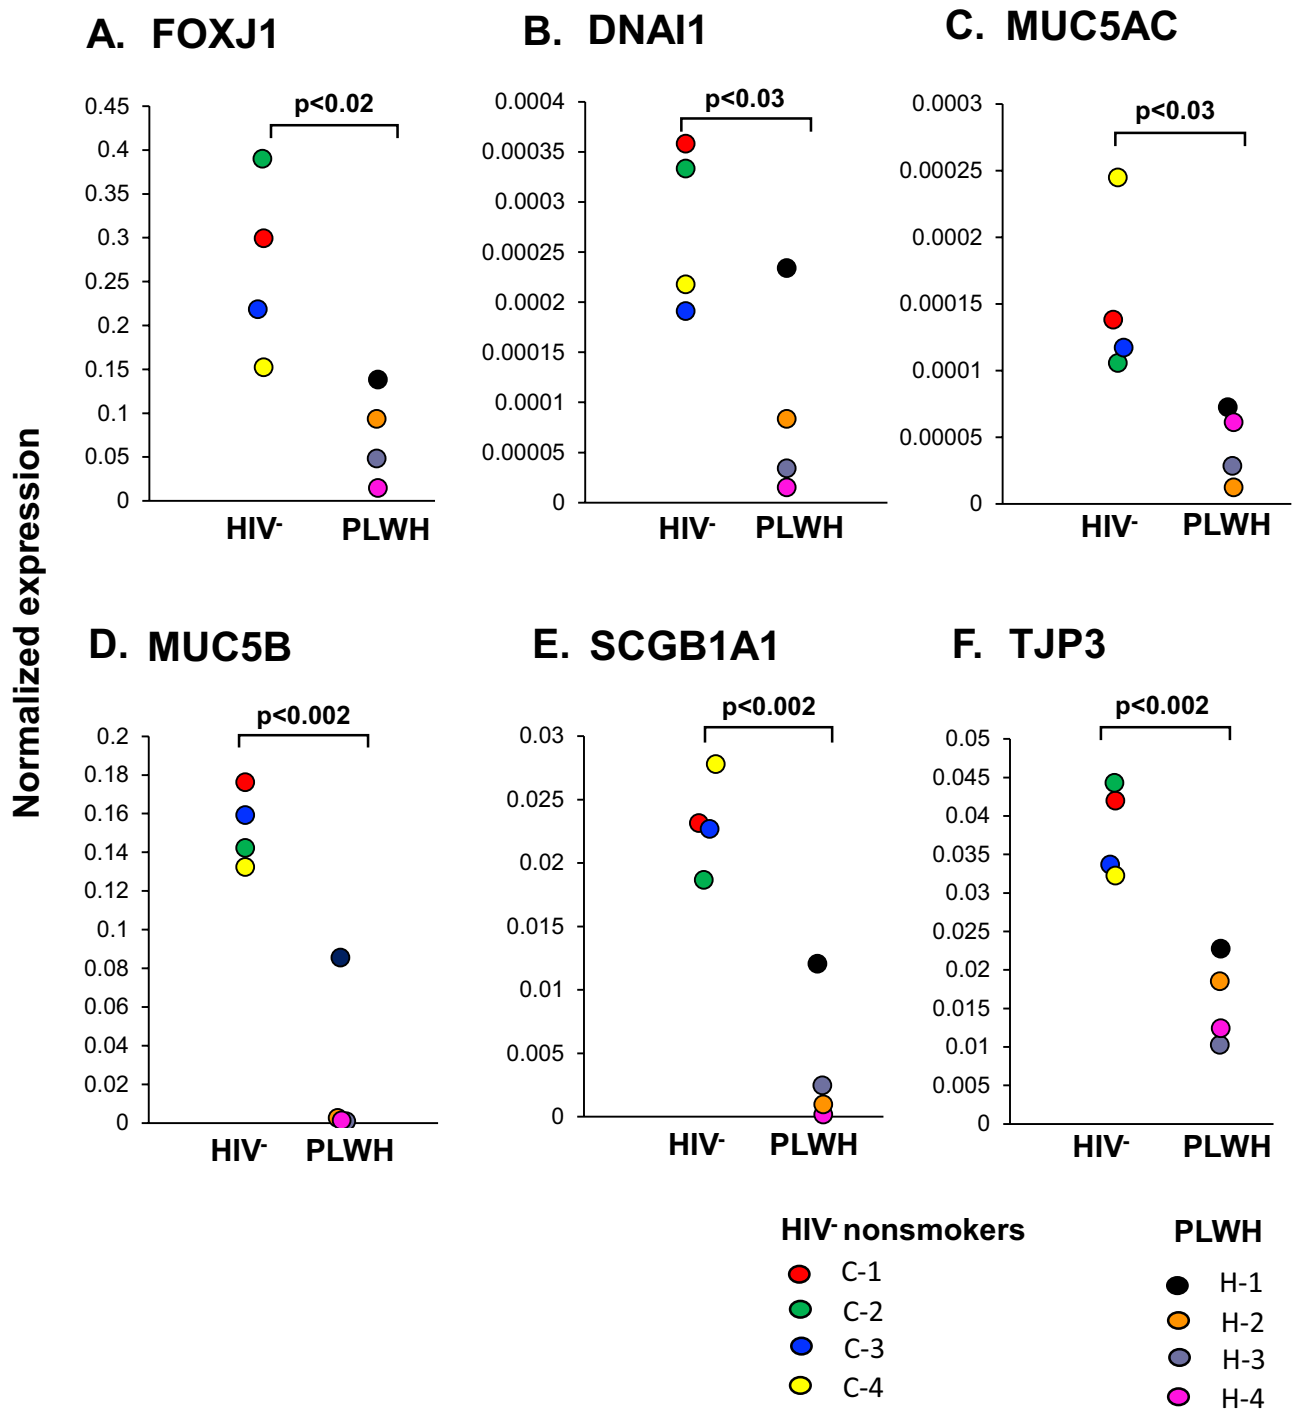 A. FOXJ1
p<0.02
0.45
0.4
0.35
0.3
0.25
0.2
0.15
0.1
0.05
0
HIV-
PLWH
B. DNAI1
p<0.03
0.0004
0.00035
0.0003
0.00025
0.0002
0.00015
0.0001
0.00005
0
HIV-
PLWH
C. MUC5AC
p<0.03
0.0003
0.00025
0.0002
0.00015
0.0001
0.00005
0
HIV-
PLWH
Normalized expression
D. MUC5B
p<0.002
0.2
0.18
0.16
0.14
0.12
0.1
0.08
0.06
0.04
0.02
0
HIV-
PLWH
E. SCGB1A1
p<0.002
0.03
0.025
0.02
0.015
0.01
0.005
0
HIV-
PLWH
F. TJP3
p<0.002
0.05
0.045
0.04
0.035
0.03
0.025
0.02
0.015
0.01
0.005
0
HIV-
PLWH
HIV- nonsmokers
C-1
C-2
C-3
C-4
PLWH
H-1
H-2
H-3
H-4